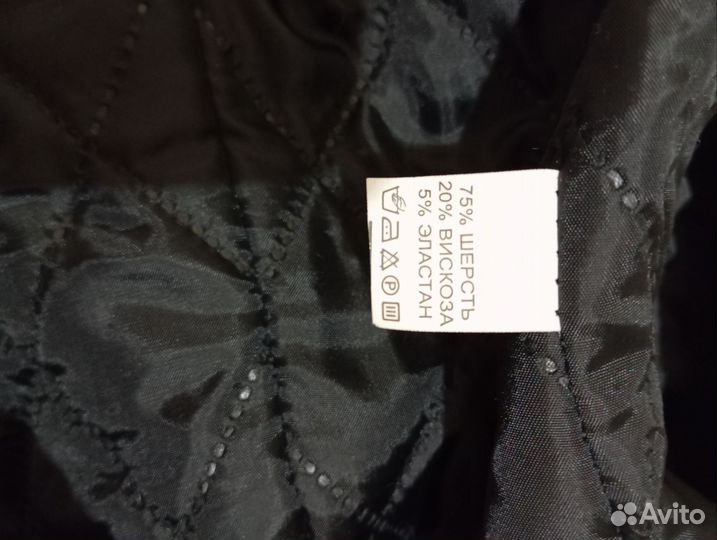 75% ШЕРСТЬ
20% ВИСКОЗА
5% ЭЛАСТАН
P
Avito